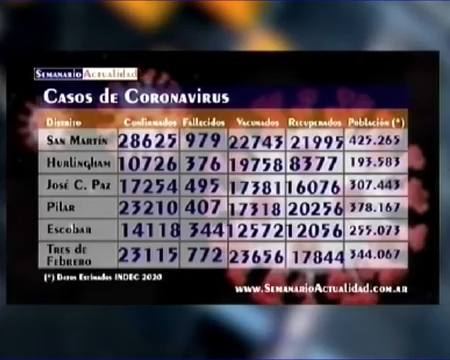 Semanario Actualidad
Casos de Coronavirus
Distrito Confirmados Fallecidos Vacunados Recuperados Población (*)
San Martín 28625 979 22743 21995 425.265
Hurlingham 10726 376 19758 8377 193.583
José C. Paz 17254 495 17381 16076 307.443
Pilar 23210 407 17318 20256 378.167
Escobar 14118 344 12572 12056 255.073
Tres de Febrero 23115 772 23656 17844 344.067
(*) Datos Estimados INDEC 2020
www.SemanarioActualidad.com.ar